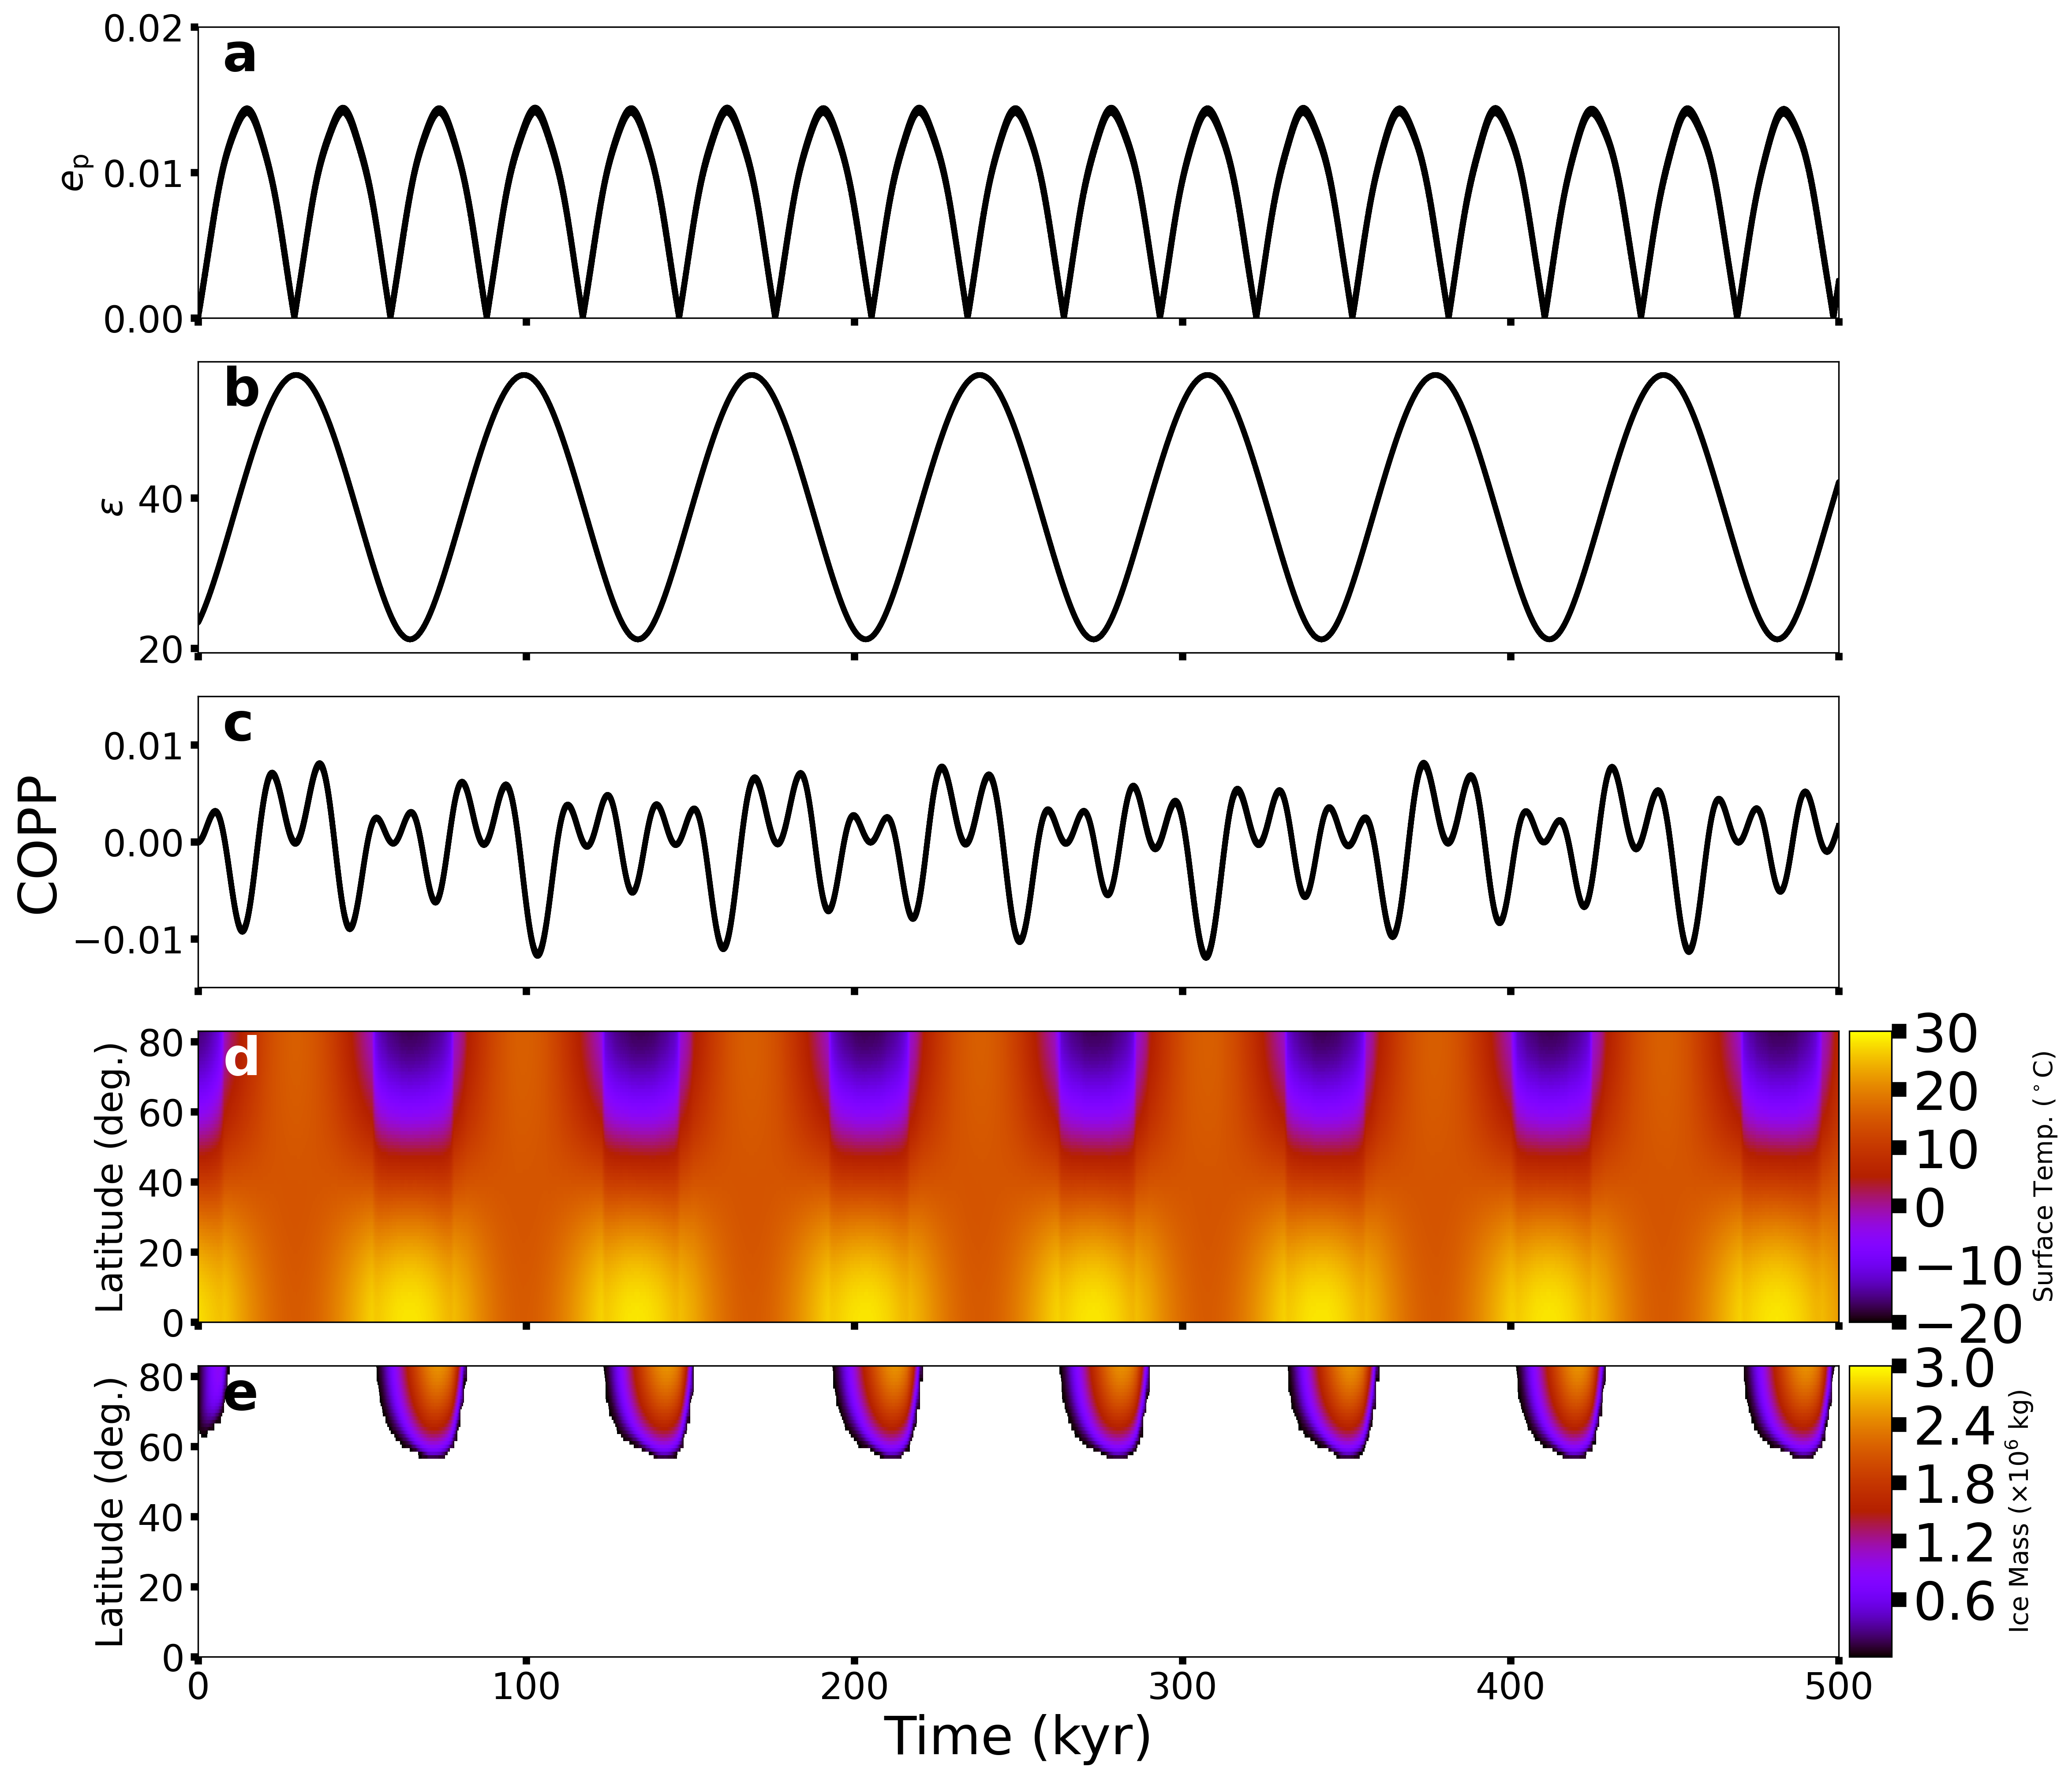 a
0.02
0.01
0.00
eₚ
b
40
20
ε
c
0.01
0.00
−0.01
COPP
d
80
60
40
20
0
Latitude (deg.)
30
20
10
0
−10
−20
Surface Temp. (°C)
e
80
60
40
20
0
Latitude (deg.)
3.0
2.4
1.8
1.2
0.6
Ice Mass (×10⁶ kg)
0 100 200 300 400 500
Time (kyr)